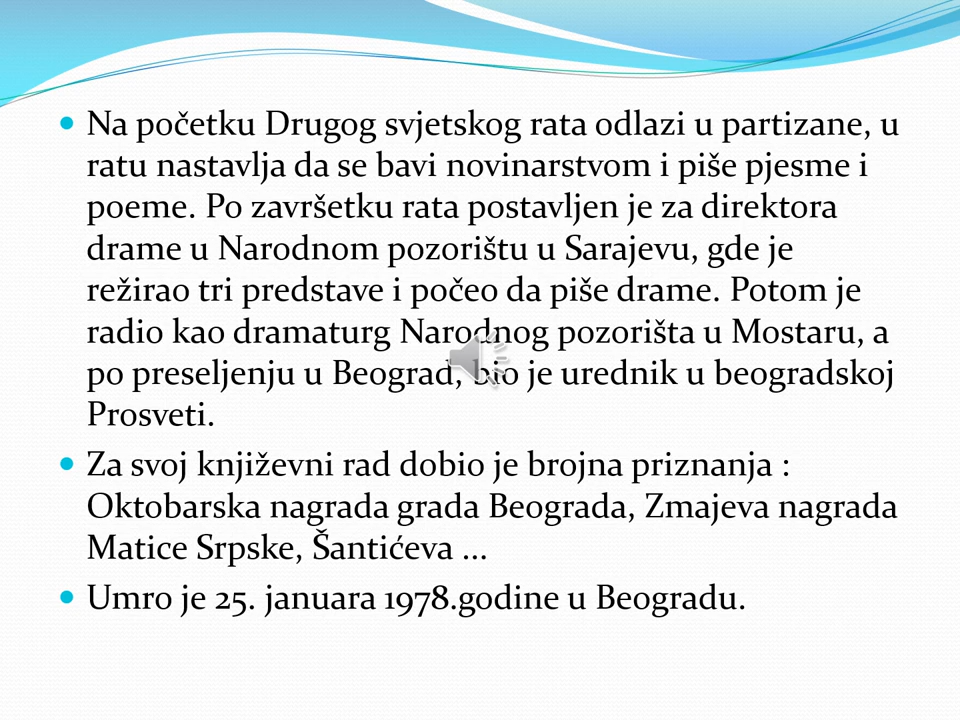 Na početku Drugog svjetskog rata odlazi u partizane, u
ratu nastavlja da se bavi novinarstvom i piše pjesme i
poeme. Po završetku rata postavljen je za direktora
drame u Narodnom pozorištu u Sarajevu, gde je
režirao tri predstave i počeo da piše drame. Potom je
radio kao dramaturg Narodnog pozorišta u Mostaru, a
po preseljenju u Beograd, bio je urednik u beogradskoj
Prosveti.
Za svoj književni rad dobio je brojna priznanja :
Oktobarska nagrada grada Beograda, Zmajeva nagrada
Matice Srpske, Šantićeva ...
Umro je 25. januara 1978.godine u Beogradu.